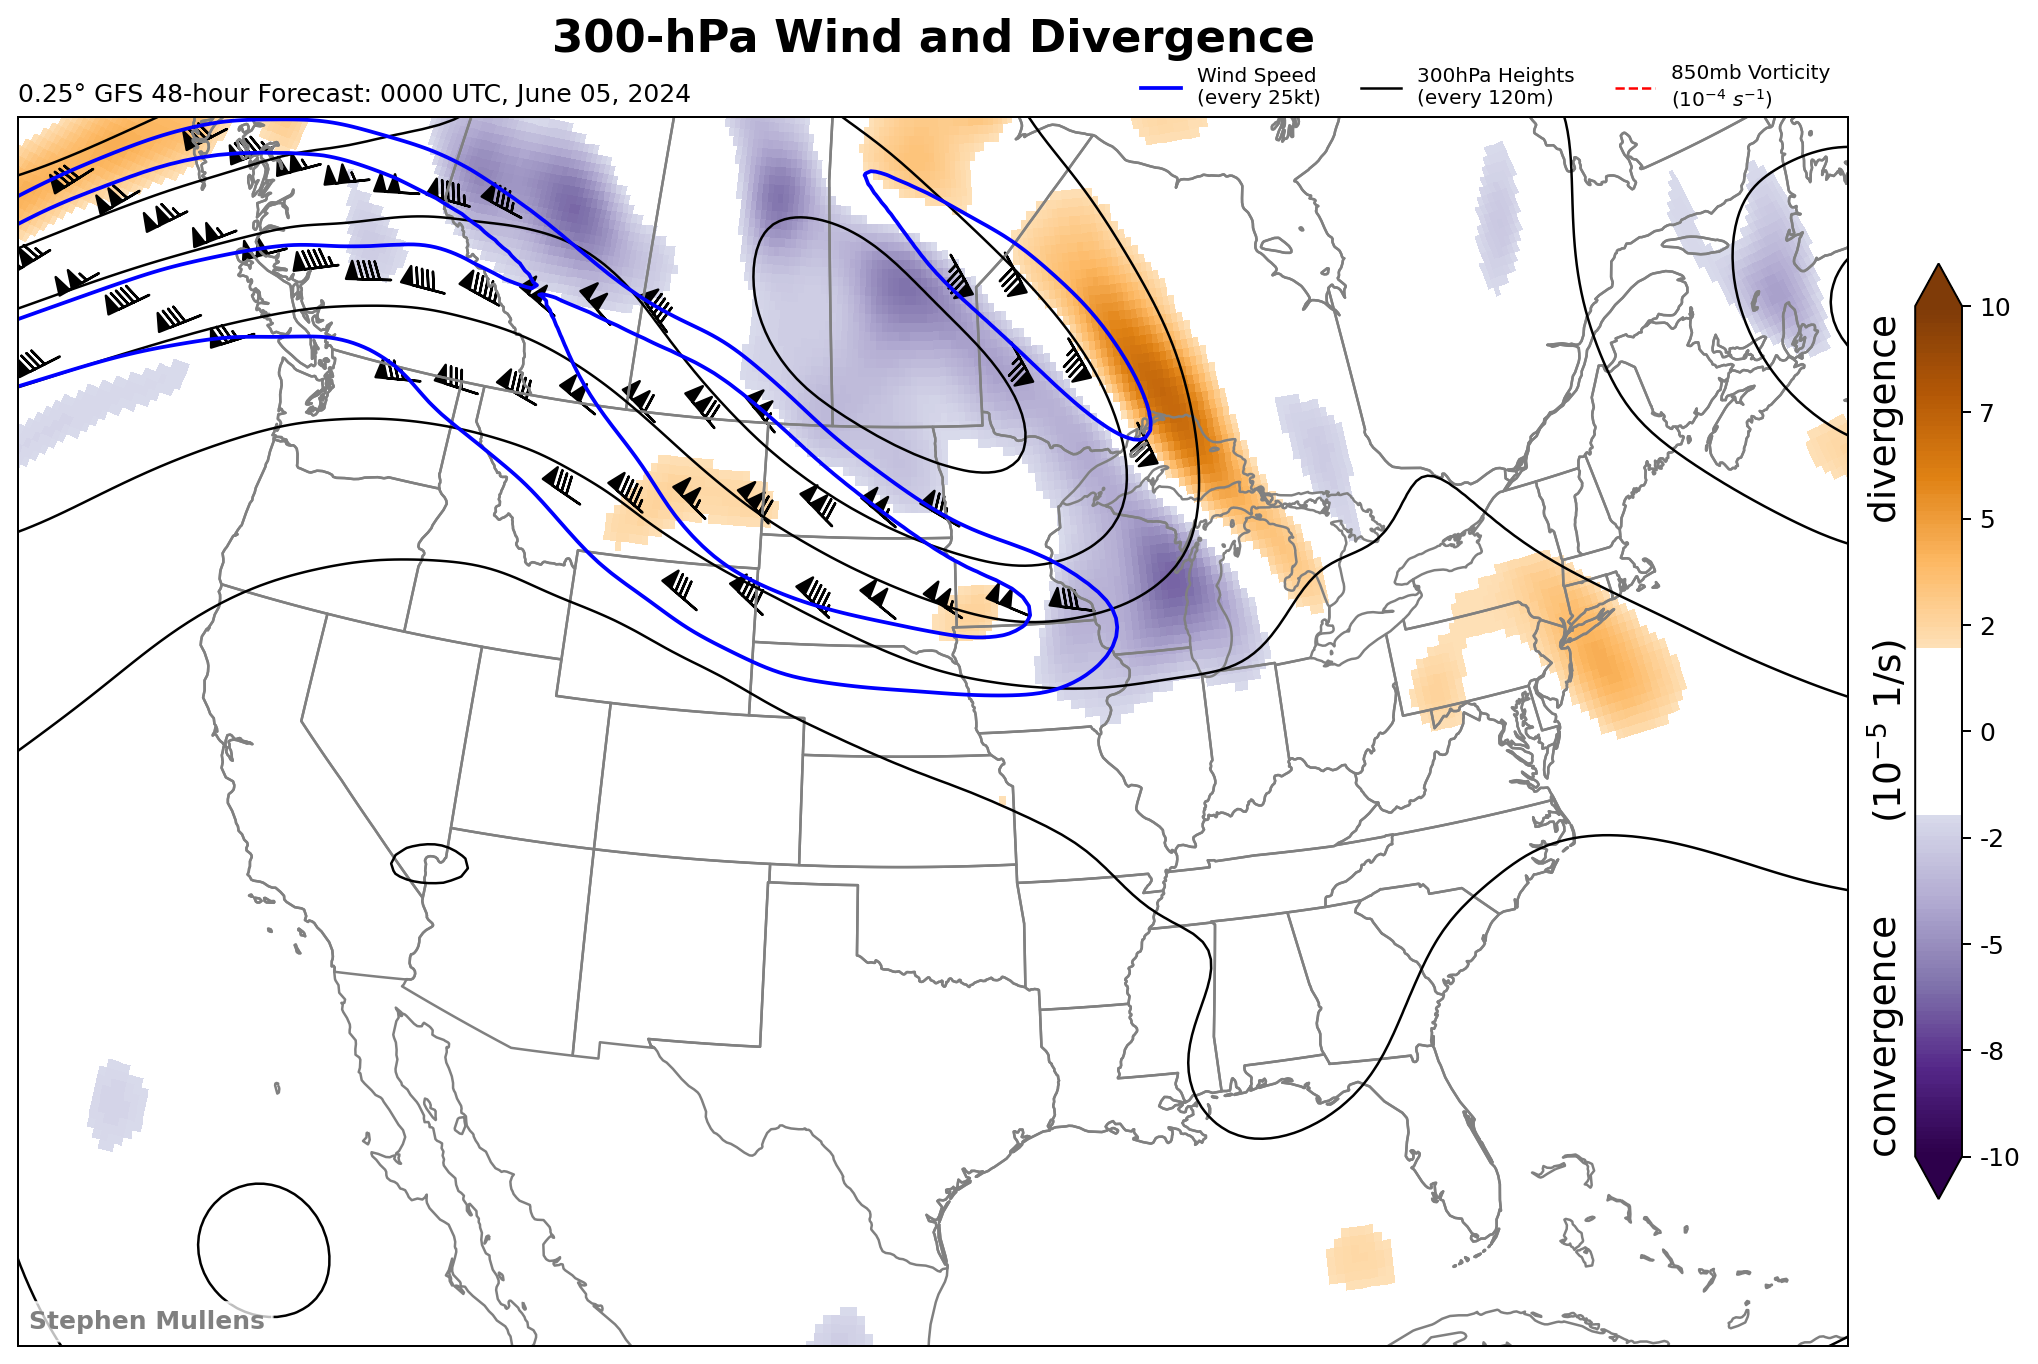 300-hPa Wind and Divergence
0.25° GFS 48-hour Forecast: 0000 UTC, June 05, 2024
Wind Speed
(every 25kt)
300hPa Heights
(every 120m)
850mb Vorticity
(10⁻⁴ s⁻¹)
10
7
5
2
0
-2
-5
-8
-10
convergence (10⁻⁵ 1/s) divergence
Stephen Mullens